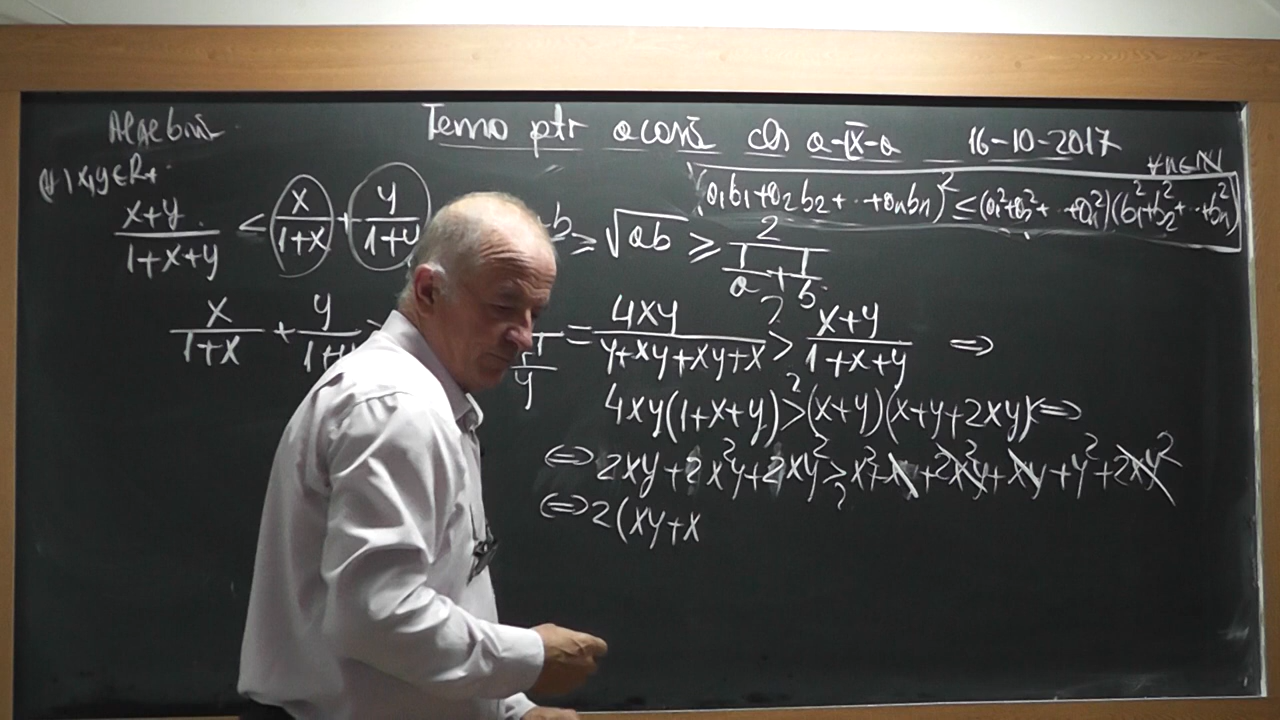 Algebră Temă ptr acasă cls a-IX-a 16-10-2017
(∀) x,y∈R+ ∀n∈N
(a₁b₁+a₂b₂+...+aₙbₙ)² ≤ (a₁²+a₂²+...+aₙ²)(b₁²+b₂²+...+bₙ²)
(x+y)/(1+x+y) < x/(1+x) + y/(1+y) b ≥ √ab ≥ 2/(1/a + 1/b)
x/(1+x) + y/(1+ y = 4xy/(y+xy+xy+x) >? (x+y)/(1+x+y) ⇒
4xy(1+x+y) >? (x+y)(x+y+2xy) ⇔
⇔ 2xy+2x²y+2xy² >? x²+xy+2x²y+xy+y²+2xy²
⇔ 2(xy+x